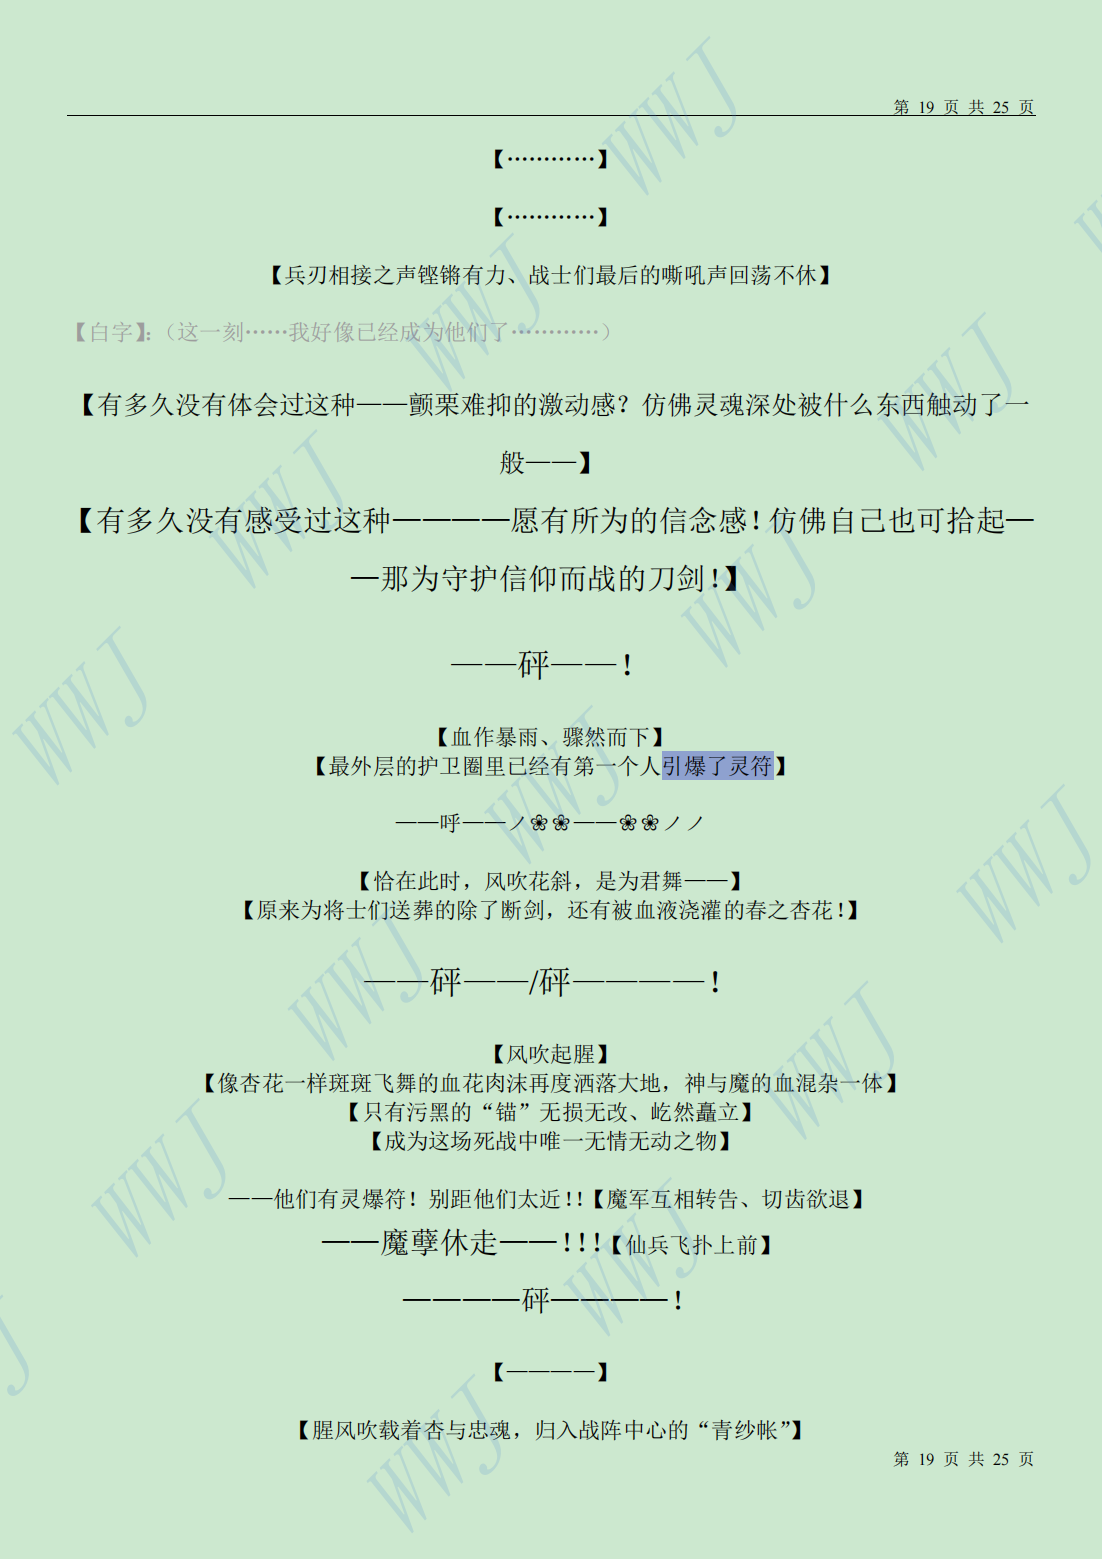 第 19 页 共 25 页
【…………】
【…………】
【兵刃相接之声铿锵有力、战士们最后的嘶吼声回荡不休】
【白字】：（这一刻……我好像已经成为他们了…………）
【有多久没有体会过这种——颤栗难抑的激动感？仿佛灵魂深处被什么东西触动了一
般——】
【有多久没有感受过这种————愿有所为的信念感！仿佛自己也可拾起—
—那为守护信仰而战的刀剑！】
——砰——！
【血作暴雨、骤然而下】
【最外层的护卫圈里已经有第一个人引爆了灵符】
——呼——ノ❀❀——❀❀ノノ
【恰在此时，风吹花斜，是为君舞——】
【原来为将士们送葬的除了断剑，还有被血液浇灌的春之杏花！】
——砰——/砰————！
【风吹起腥】
【像杏花一样斑斑飞舞的血花肉沫再度洒落大地，神与魔的血混杂一体】
【只有污黑的“锚”无损无改、屹然矗立】
【成为这场死战中唯一无情无动之物】
——他们有灵爆符！别距他们太近！！【魔军互相转告、切齿欲退】
——魔孽休走——！！！【仙兵飞扑上前】
————砰————！
【————】
【腥风吹载着杏与忠魂，归入战阵中心的“青纱帐”】
第 19 页 共 25 页
WWJ
WWJ
WWJ
WWJ
WWJ
WWJ
WWJ
WWJ
WWJ
WWJ
WWJ
WWJ
WWJ